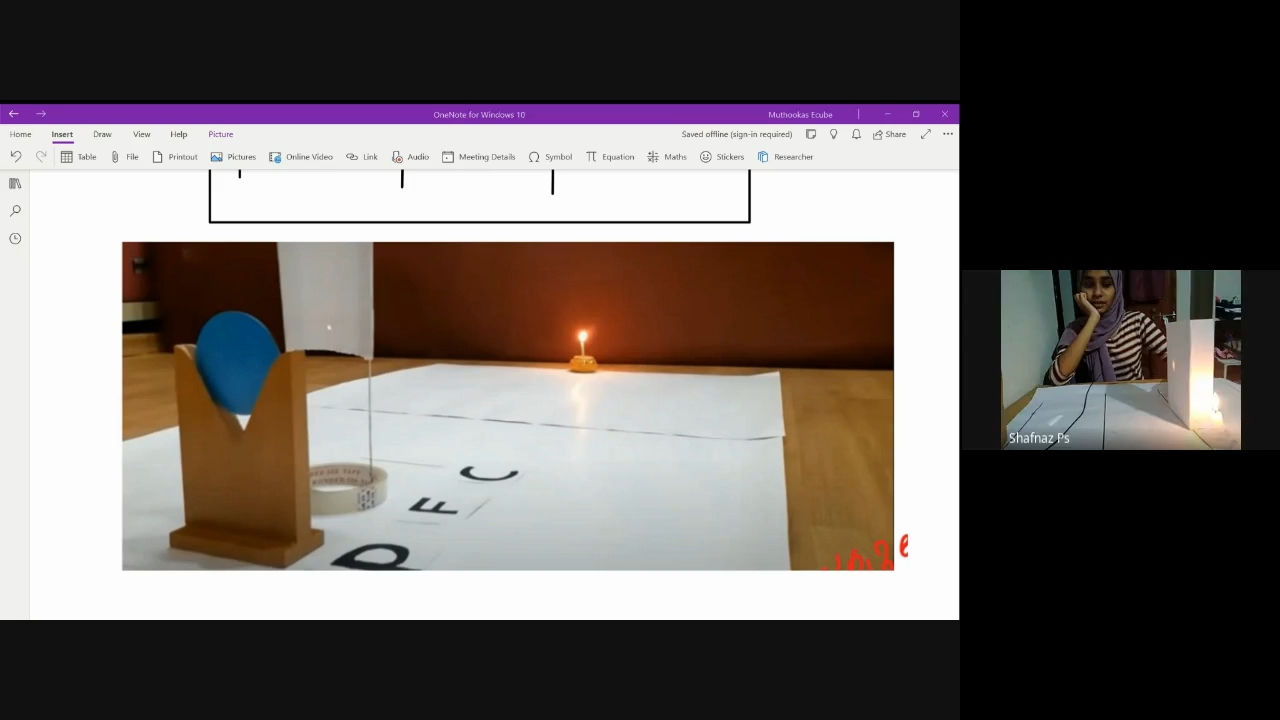 OneNote for Windows 10
Muthookas Ecube
Home Insert Draw View Help Picture
Saved offline (sign-in required)
Share
Table File Printout Pictures Online Video Link Audio Meeting Details Symbol Equation Maths Stickers Researcher
C
F
P
Shafnaz Ps